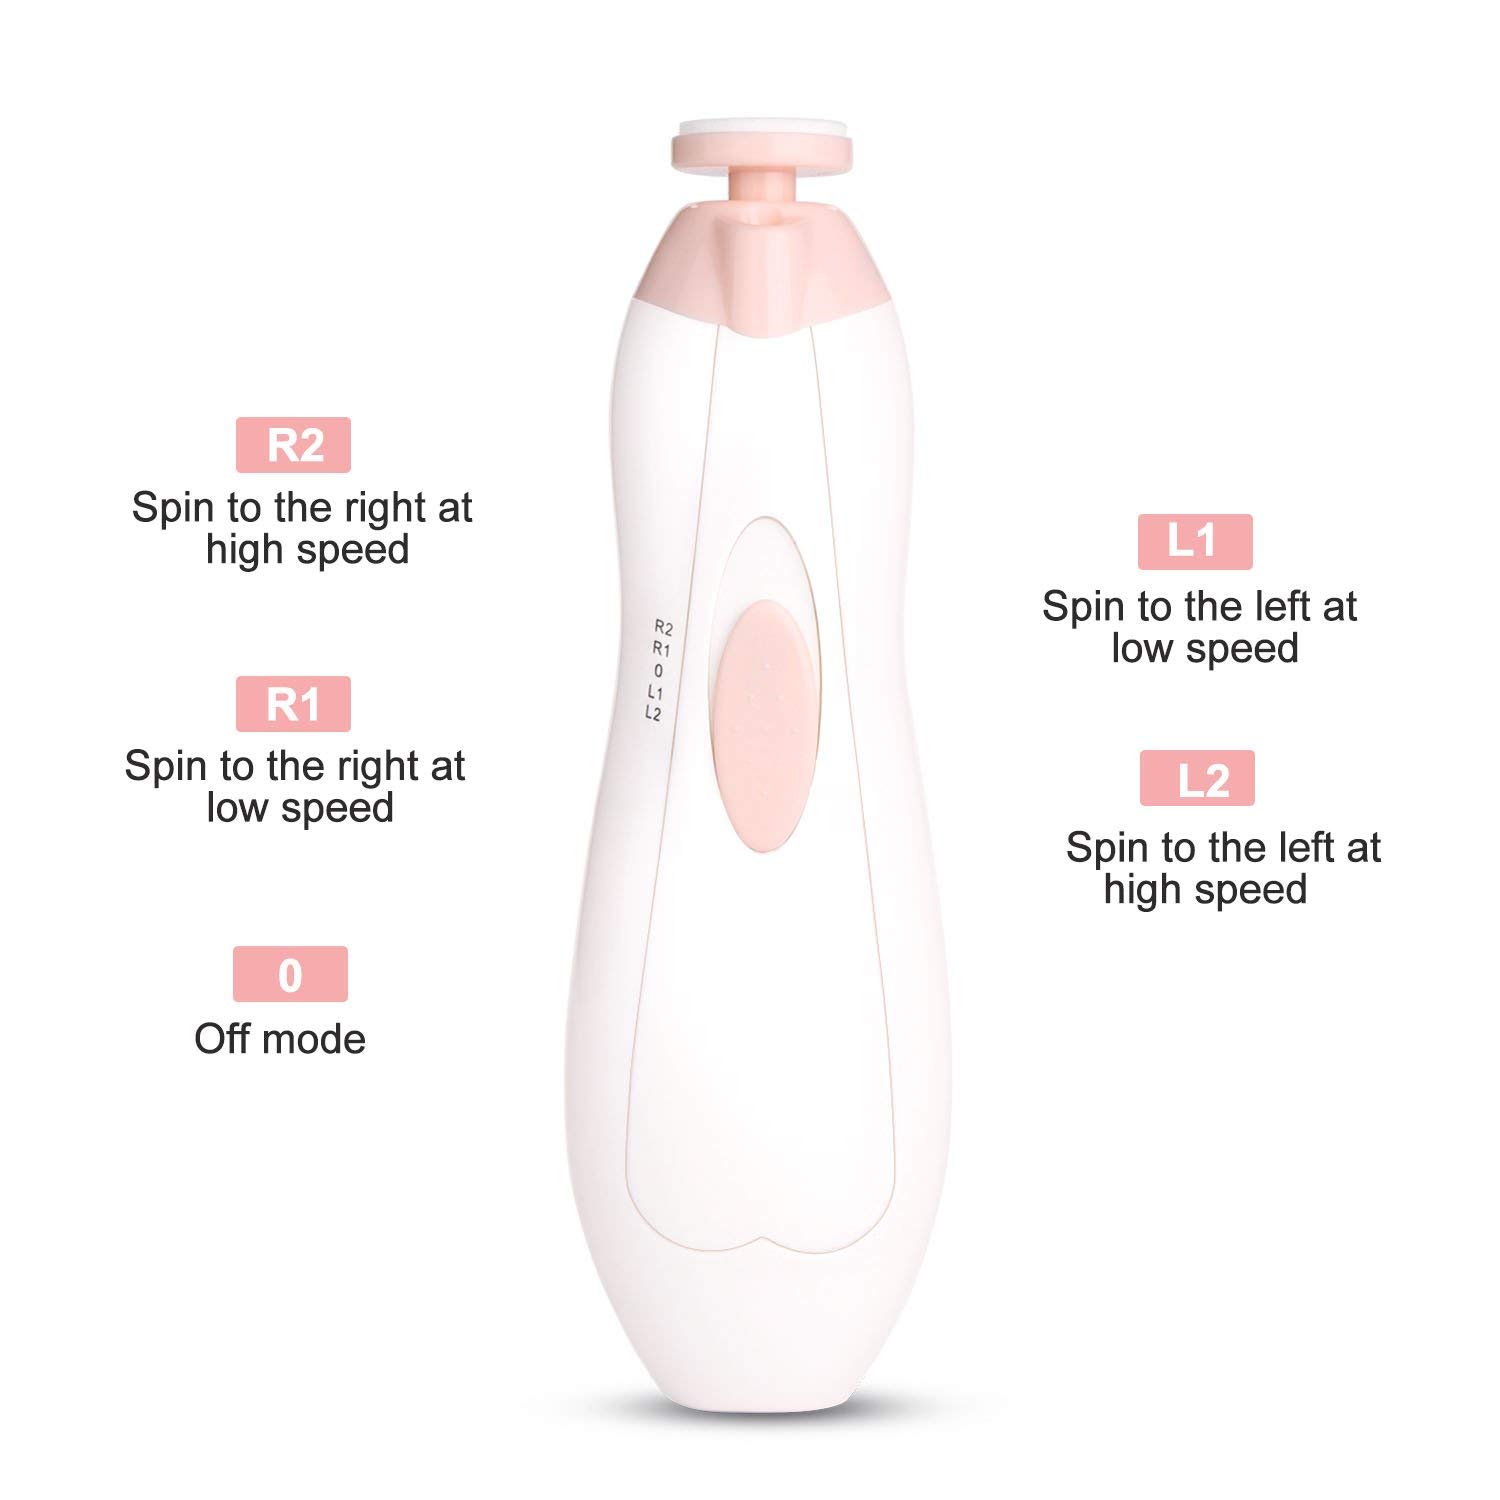 R2
Spin to the right at
high speed
R1
Spin to the right at
low speed
0
Off mode
R2
R1
0
L1
L2
L1
Spin to the left at
low speed
L2
Spin to the left at
high speed